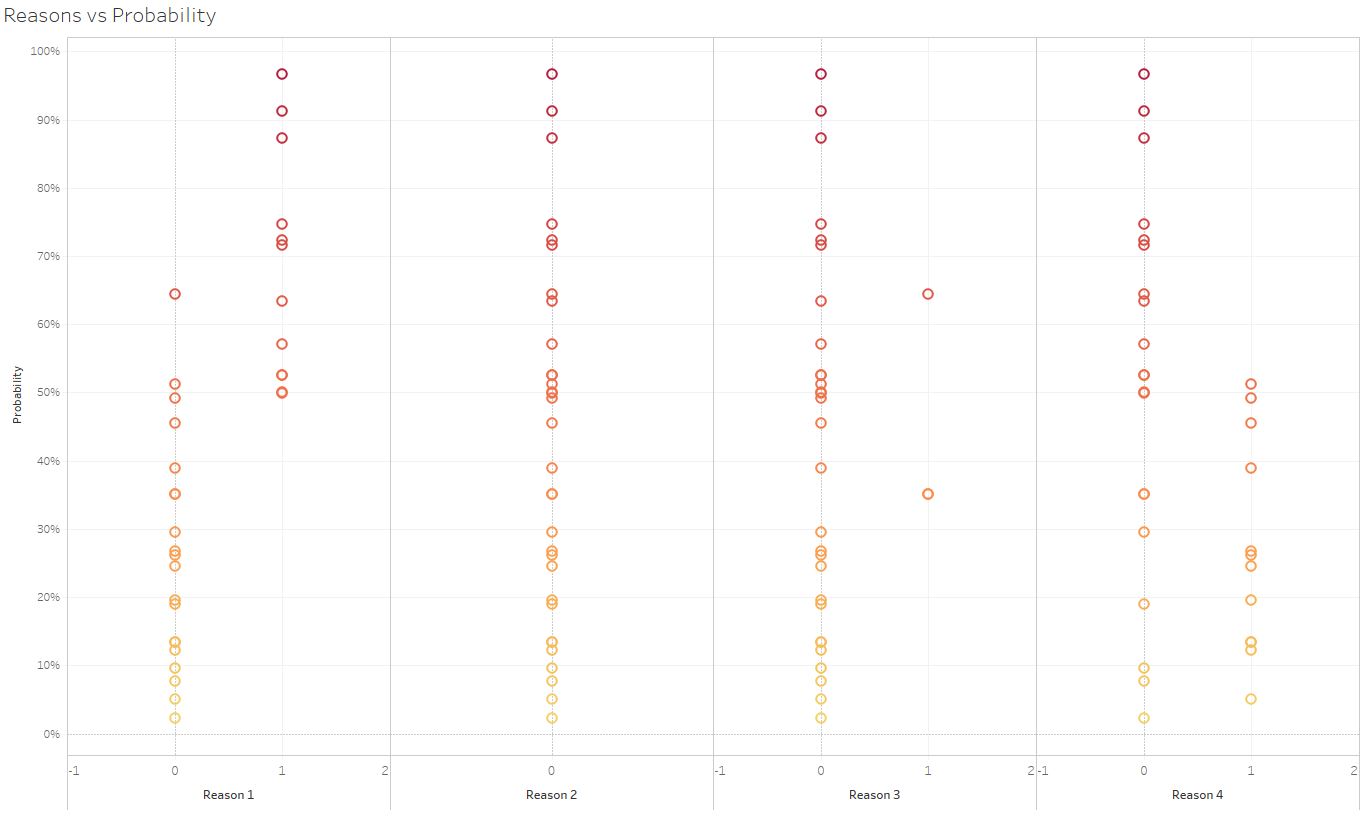 Reasons vs Probability
100%
90%
80%
70%
60%
50%
40%
30%
20%
10%
0%
Probability
-1 0 1 2 0 -1 0 1 2 -1 0 1 2
Reason 1 Reason 2 Reason 3 Reason 4